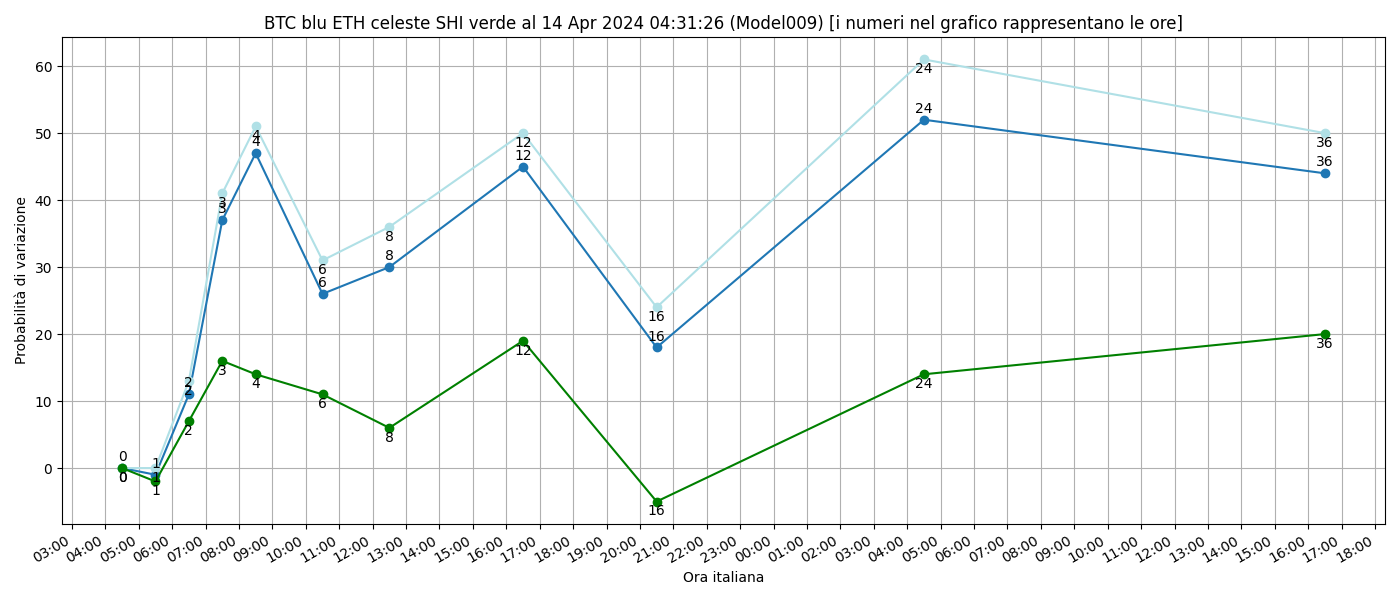 BTC blu ETH celeste SHI verde al 14 Apr 2024 04:31:26 (Model009) [i numeri nel grafico rappresentano le ore]
Probabilità di variazione
60
50
40
30
20
10
0
0 1 2 3 4 6 8 12 16 24 36
0 1 2 3 4 6 8 12 16 24 36
0 1 2 3 4 6 8 12 16 24 36
03:00 04:00 05:00 06:00 07:00 08:00 09:00 10:00 11:00 12:00 13:00 14:00 15:00 16:00 17:00 18:00 19:00 20:00 21:00 22:00 23:00 00:00 01:00 02:00 03:00 04:00 05:00 06:00 07:00 08:00 09:00 10:00 11:00 12:00 13:00 14:00 15:00 16:00 17:00 18:00
Ora italiana